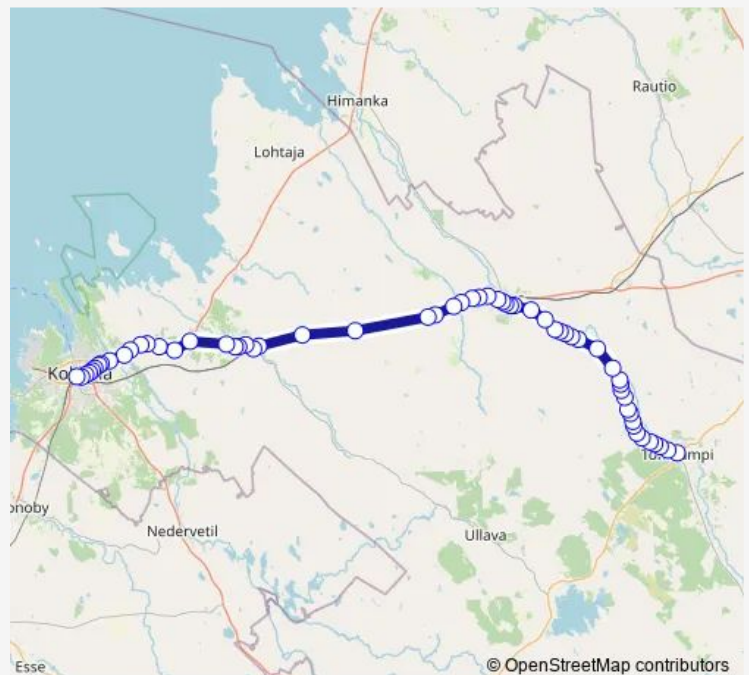 Rautio
Himanka
Lohtaja
Ullava
Nedervetil
Esse
© OpenStreetMap contributors